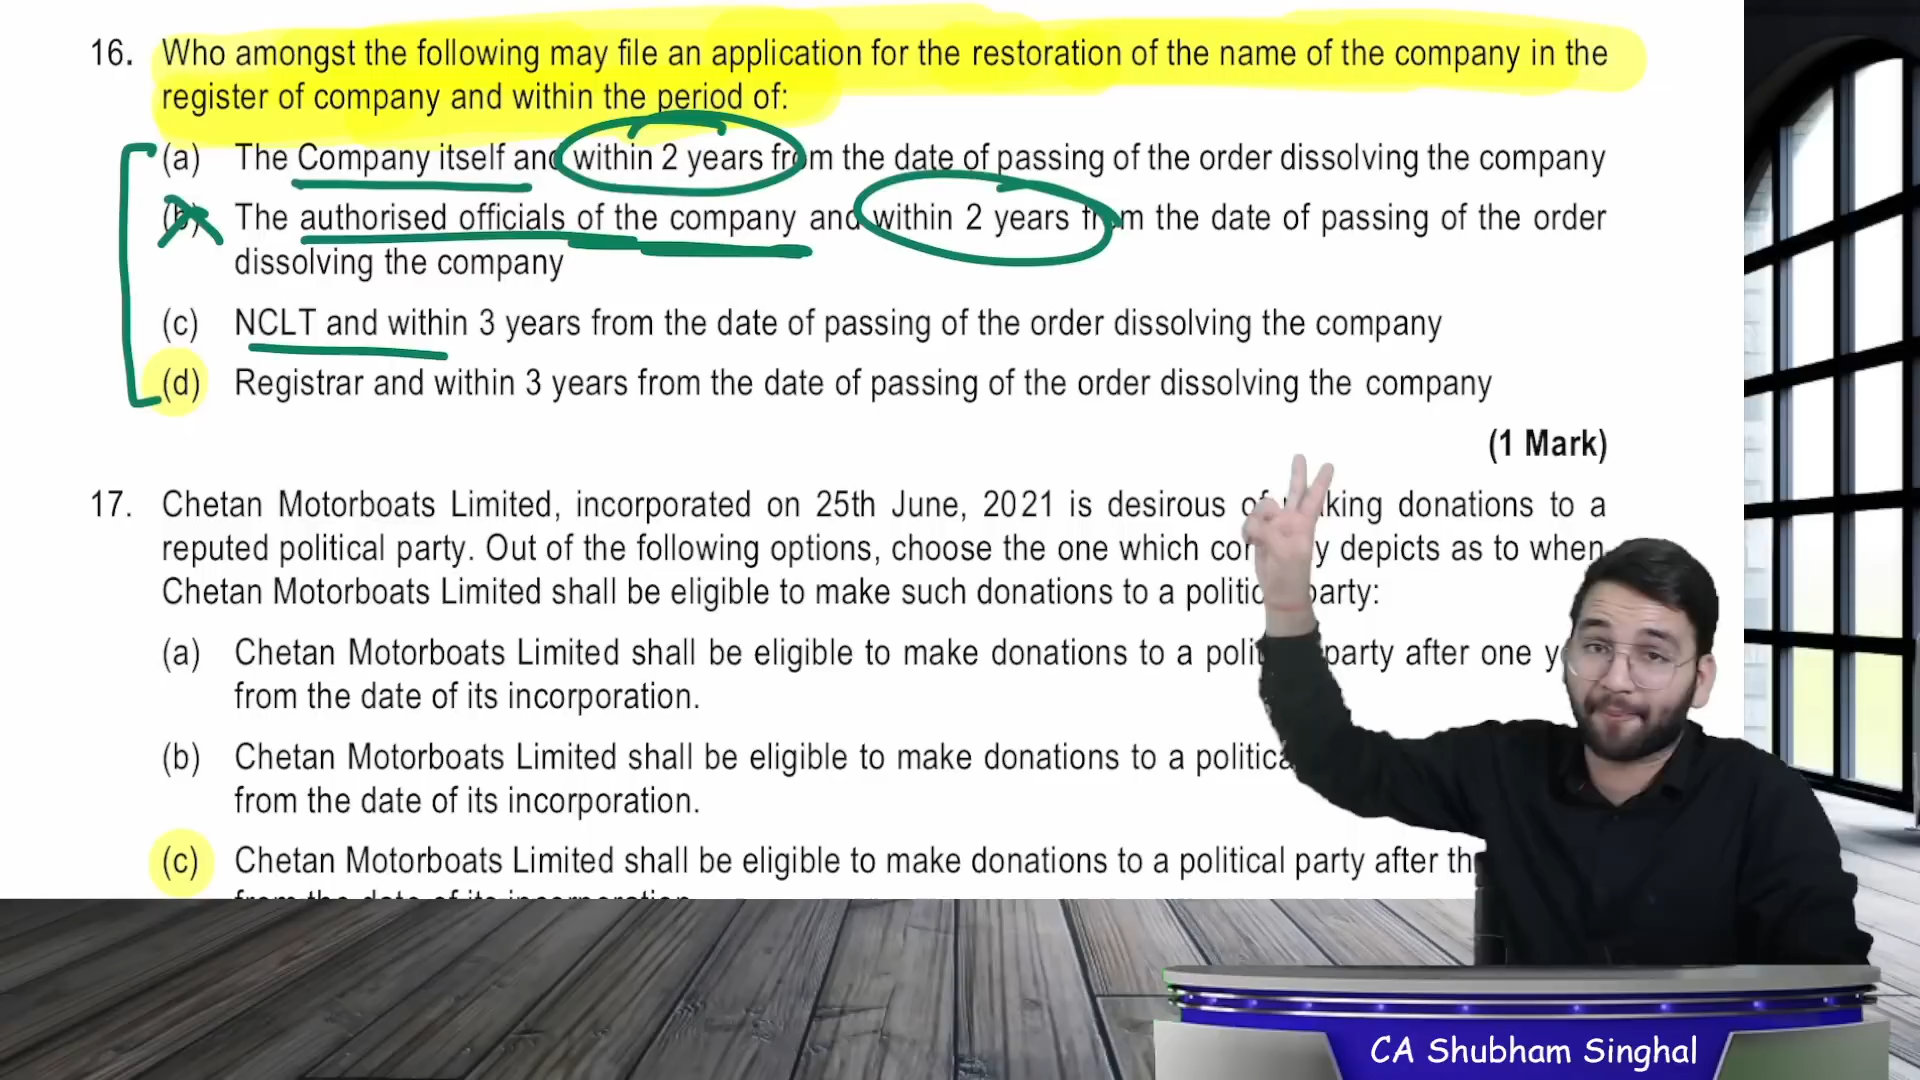 16. Who amongst the following may file an application for the restoration of the name of the company in the
register of company and within the period of:
(a) The Company itself and within 2 years from the date of passing of the order dissolving the company
(b) The authorised officials of the company and within 2 years from the date of passing of the order
dissolving the company
(c) NCLT and within 3 years from the date of passing of the order dissolving the company
(d) Registrar and within 3 years from the date of passing of the order dissolving the company
(1 Mark)
17. Chetan Motorboats Limited, incorporated on 25th June, 2021 is desirous of donations to a
reputed political party. Out of the following options, choose the one which depicts as to when
Chetan Motorboats Limited shall be eligible to make such donations to a party:
(a) Chetan Motorboats Limited shall be eligible to make donations to a party after one
from the date of its incorporation.
(b) Chetan Motorboats Limited shall be eligible to make donations to a
from the date of its incorporation.
(c) Chetan Motorboats Limited shall be eligible to make donations to a political party after
from the date of its incorporation
CA Shubham Singhal